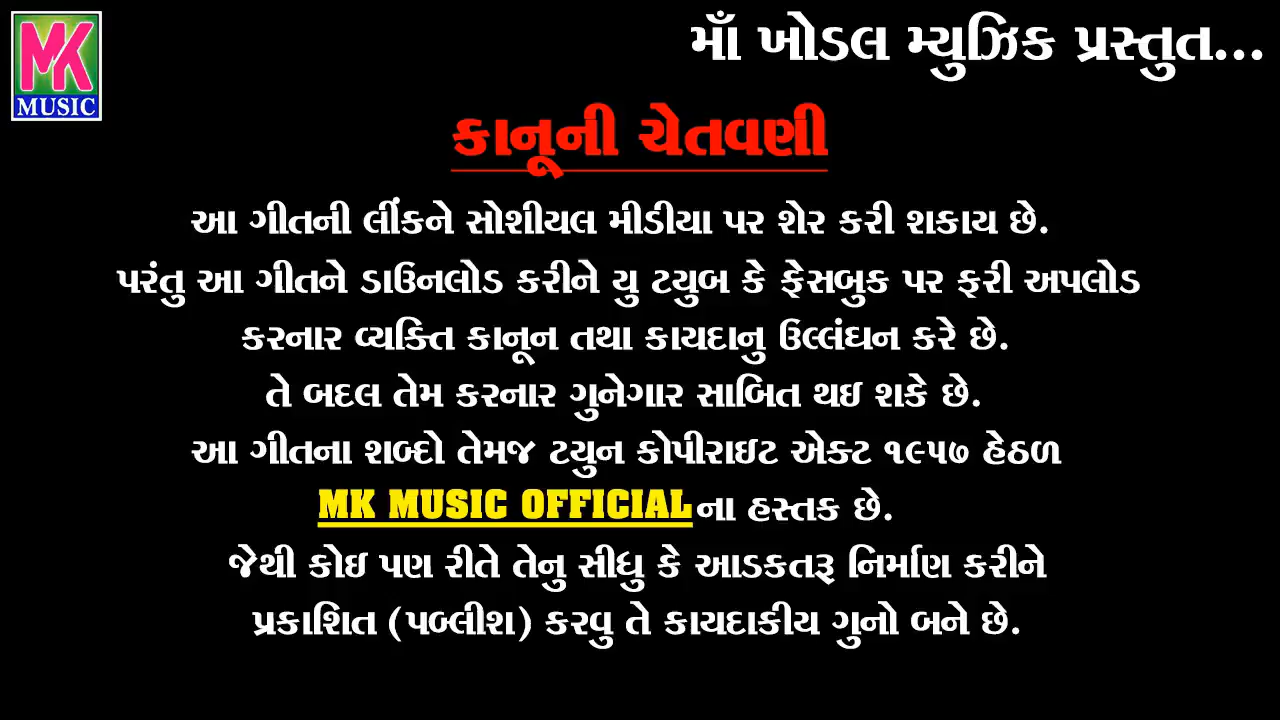 MK
MUSIC
માઁ ખોડલ મ્યુઝિક પ્રસ્તુત...
કાનૂની ચેતવણી
આ ગીતની લીંકને સોશીયલ મીડીયા પર શેર કરી શકાય છે.
પરંતુ આ ગીતને ડાઉનલોડ કરીને યુ ટયુબ કે ફેસબુક પર ફરી અપલોડ
કરનાર વ્યકિત કાનૂન તથા કાયદાનુ ઉલ્લંઘન કરે છે.
તે બદલ તેમ કરનાર ગુનેગાર સાબિત થઇ શકે છે.
આ ગીતના શબ્દો તેમજ ટયુન કોપીરાઇટ એક્ટ ૧૯૫૭ હેઠળ
MK MUSIC OFFICIAL ના હસ્તક છે.
જેથી કોઇ પણ રીતે તેનુ સીધુ કે આડકતરૂ નિર્માણ કરીને
પ્રકાશિત (પબ્લીશ) કરવુ તે કાયદાકીય ગુનો બને છે.